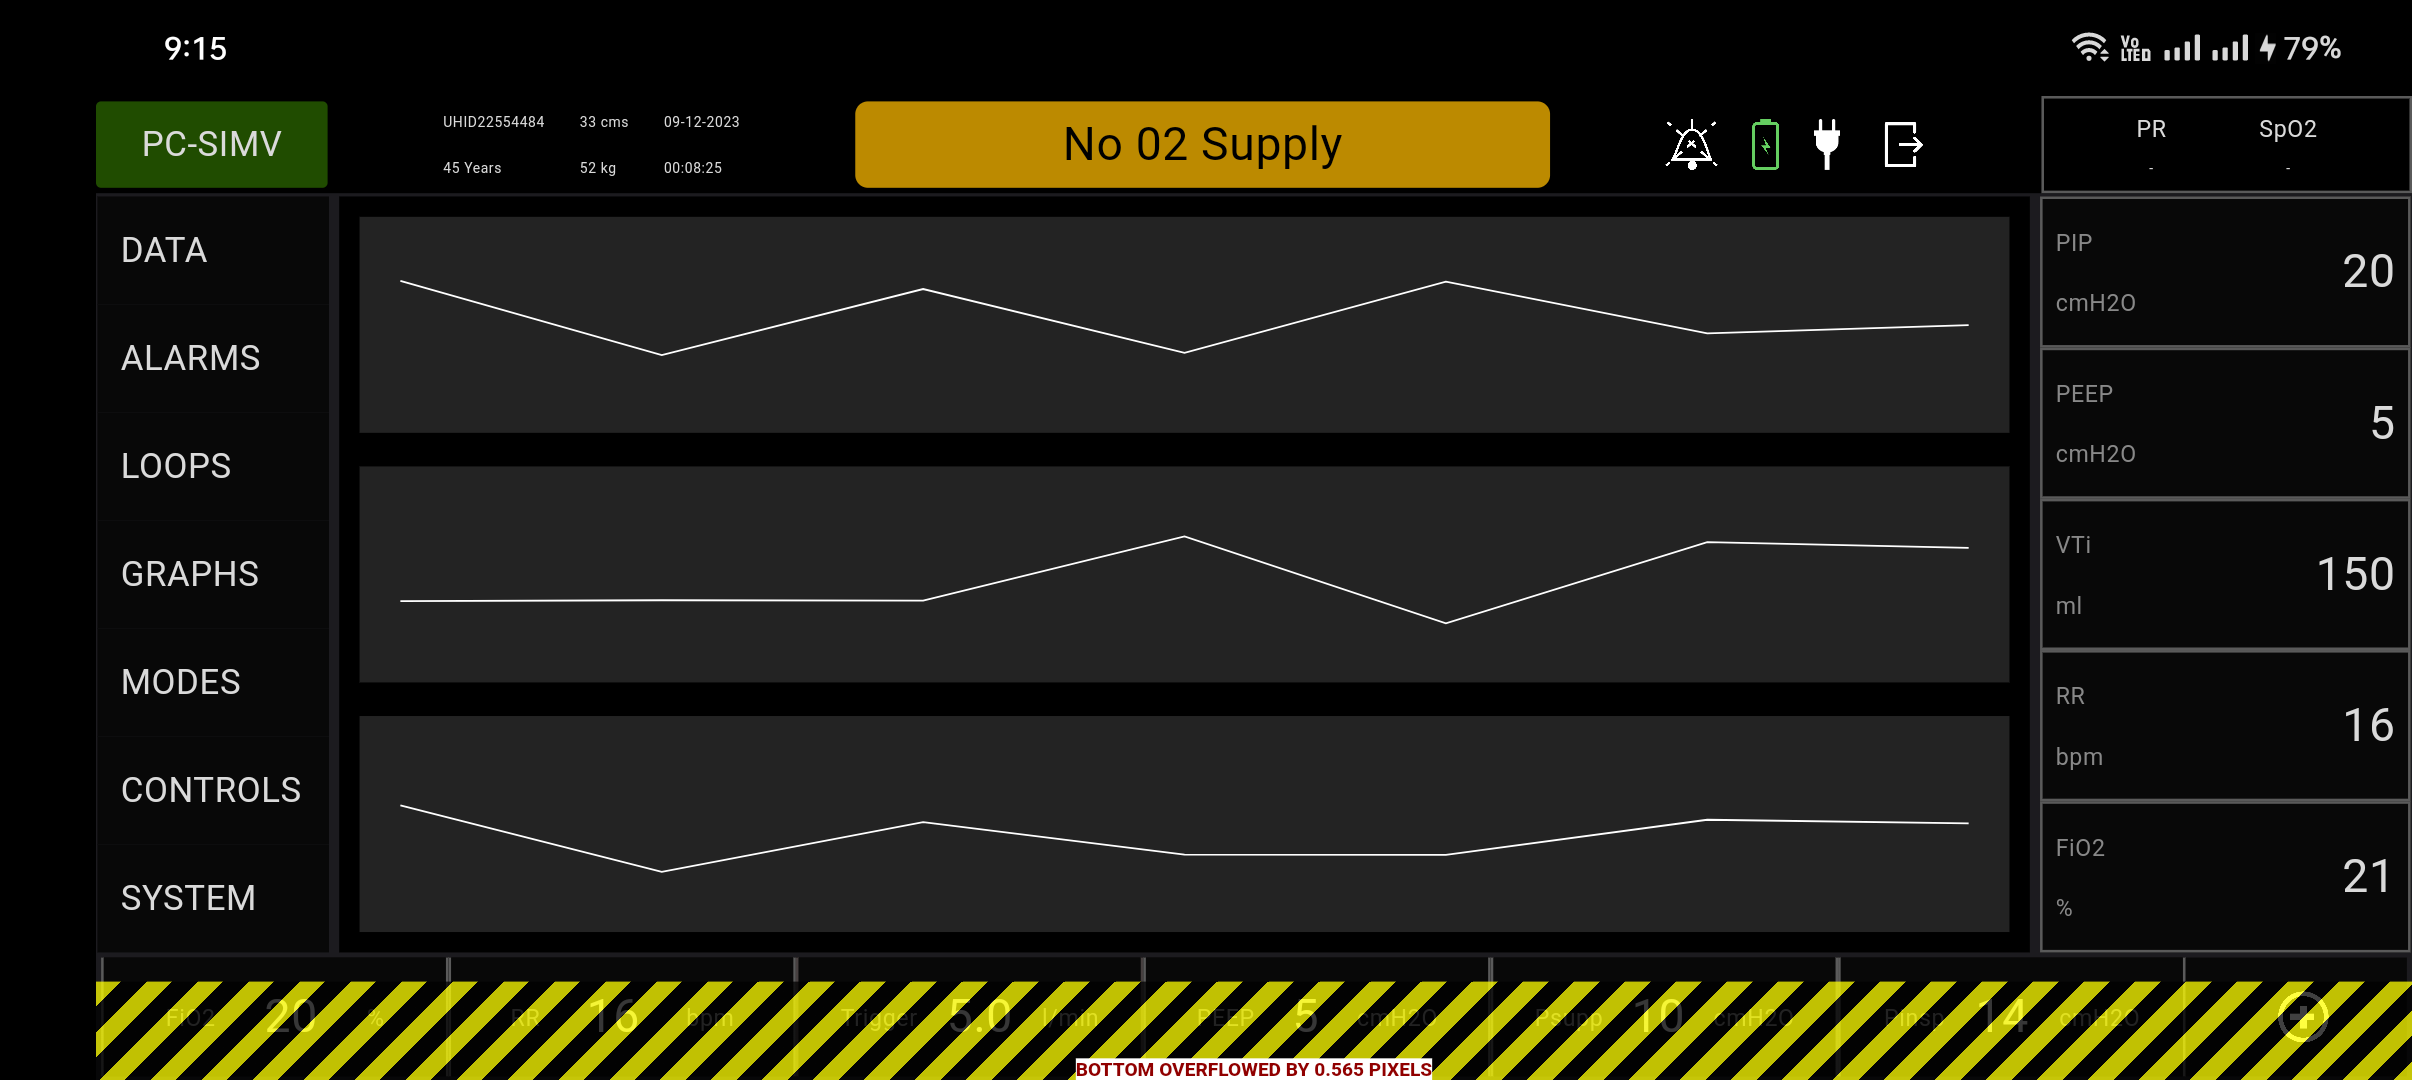 9:15
Vo
LTED
79%
PC-SIMV
UHID22554484 33 cms 09-12-2023
45 Years 52 kg 00:08:25
No 02 Supply
PR SpO2
- -
DATA
ALARMS
LOOPS
GRAPHS
MODES
CONTROLS
SYSTEM
PIP
20
cmH2O
PEEP
5
cmH2O
VTi
150
ml
RR
16
bpm
FiO2
21
%
FiO2 20 % RR 16 bpm Trigger 5.0 l/min PEEP 5 cmH2O Psupp 10 cmH2O PInsp 14 cmH2O
BOTTOM OVERFLOWED BY 0.565 PIXELS